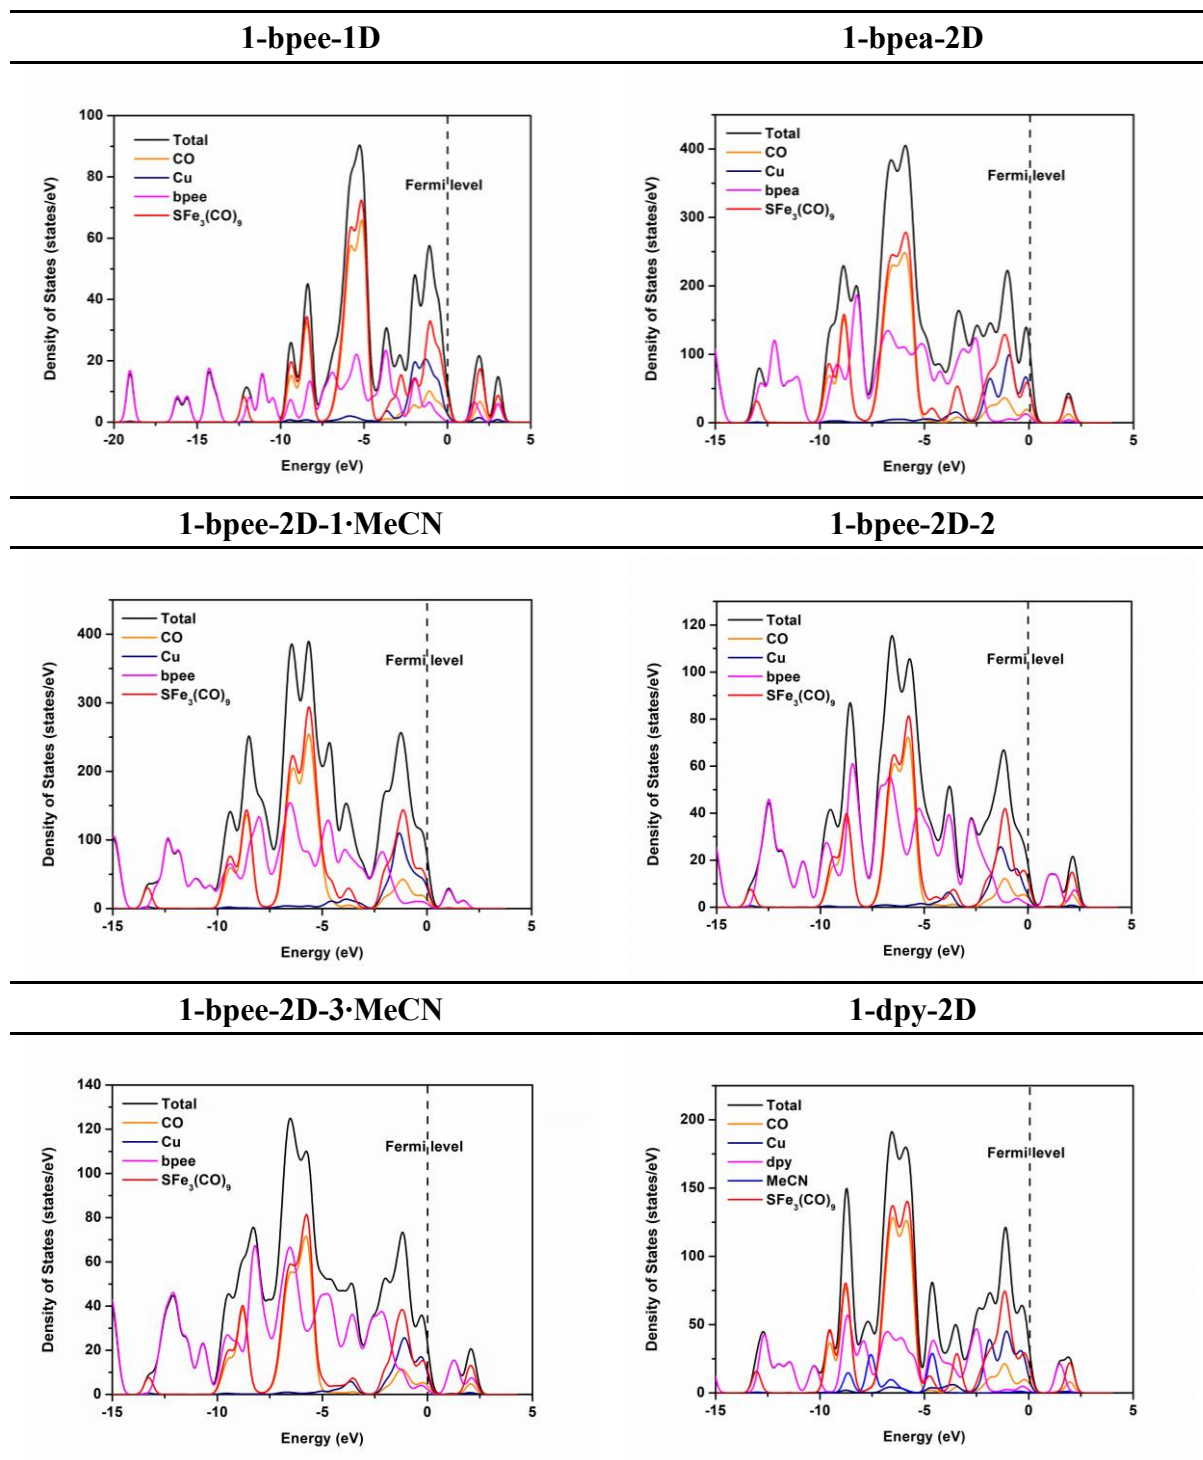 1-bpee-1D
1-bpea-2D
100
80
60
40
20
0
-20
-15
-10
-5
0
5
Density of States (states/eV)
Energy (eV)
Total
CO
Cu
bpee
SFe₃(CO)₉
Fermi level
400
300
200
100
0
-15
-10
-5
0
5
Density of States (states/eV)
Energy (eV)
Total
CO
Cu
bpea
SFe₃(CO)₉
Fermi level
1-bpee-2D-1·MeCN
1-bpee-2D-2
400
300
200
100
0
-15
-10
-5
0
5
Density of States (states/eV)
Energy (eV)
Total
CO
Cu
bpee
SFe₃(CO)₉
Fermi level
120
100
80
60
40
20
0
-15
-10
-5
0
5
Density of States (states/eV)
Energy (eV)
Total
CO
Cu
bpee
SFe₃(CO)₉
Fermi level
1-bpee-2D-3·MeCN
1-dpy-2D
140
120
100
80
60
40
20
0
-15
-10
-5
0
5
Density of States (states/eV)
Energy (eV)
Total
CO
Cu
bpee
SFe₃(CO)₉
Fermi level
200
150
100
50
0
-15
-10
-5
0
5
Density of States (states/eV)
Energy (eV)
Total
CO
Cu
dpy
MeCN
SFe₃(CO)₉
Fermi level